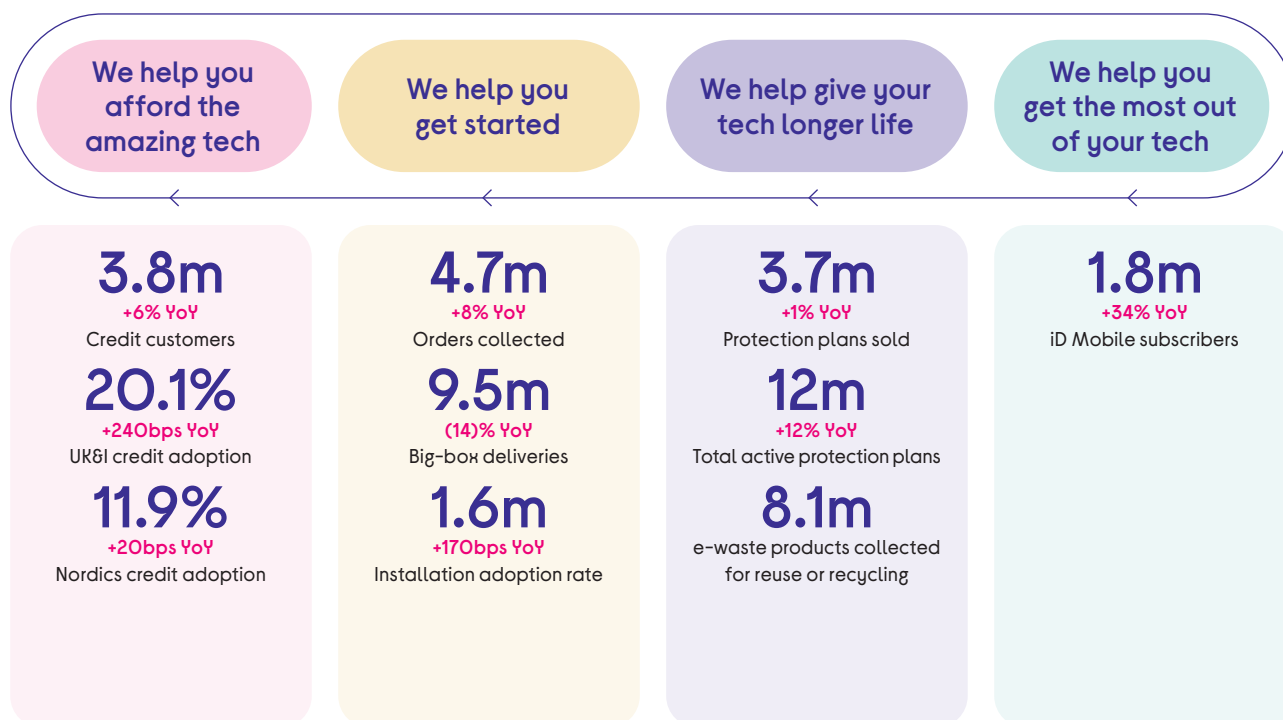 We help you
afford the
amazing tech
We help you
get started
We help give your
tech longer life
We help you
get the most out
of your tech
3.8m
+6% YoY
Credit customers
20.1%
+240bps YoY
UK&I credit adoption
11.9%
+20bps YoY
Nordics credit adoption
4.7m
+8% YoY
Orders collected
9.5m
(14)% YoY
Big-box deliveries
1.6m
+170bps YoY
Installation adoption rate
3.7m
+1% YoY
Protection plans sold
12m
+12% YoY
Total active protection plans
8.1m
e-waste products collected
for reuse or recycling
1.8m
+34% YoY
iD Mobile subscribers